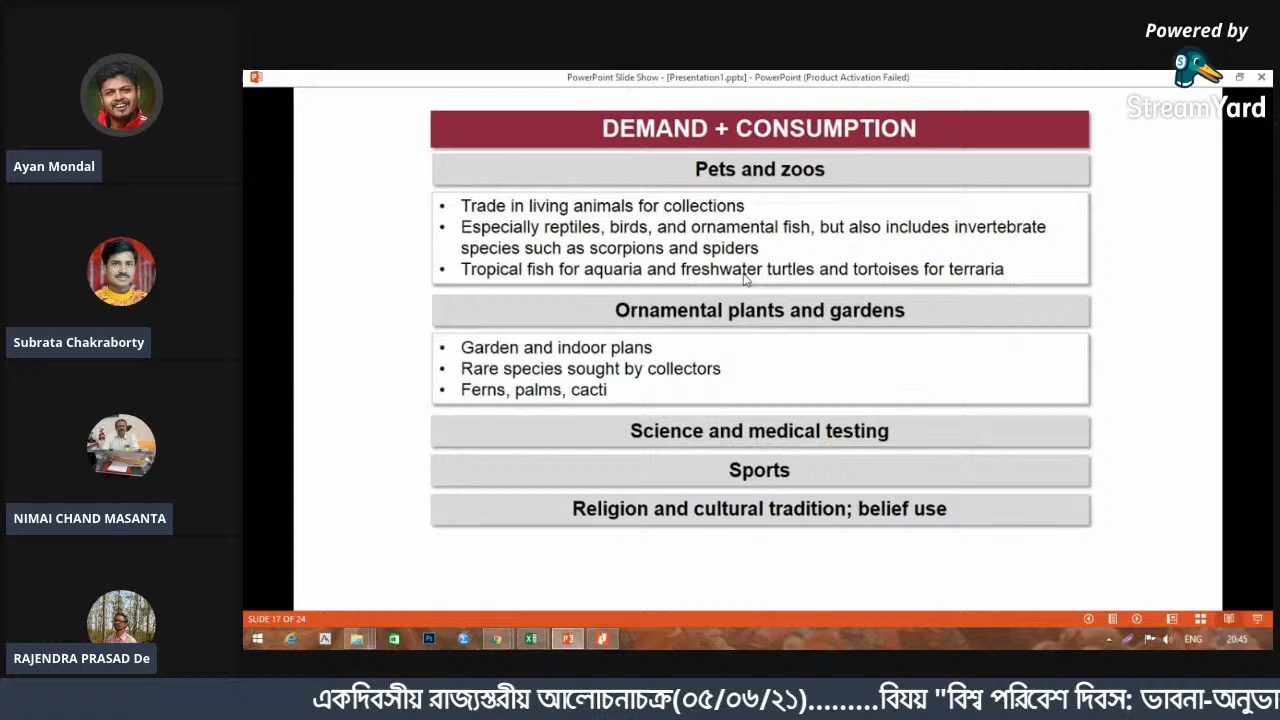 Powered by
StreamYard
PowerPoint Slide Show - [Presentation1.pptx] - PowerPoint (Product Activation Failed)
Ayan Mondal
Subrata Chakraborty
NIMAI CHAND MASANTA
RAJENDRA PRASAD De
DEMAND + CONSUMPTION
Pets and zoos
• Trade in living animals for collections
• Especially reptiles, birds, and ornamental fish, but also includes invertebrate
species such as scorpions and spiders
• Tropical fish for aquaria and freshwater turtles and tortoises for terraria
Ornamental plants and gardens
• Garden and indoor plans
• Rare species sought by collectors
• Ferns, palms, cacti
Science and medical testing
Sports
Religion and cultural tradition; belief use
SLIDE 17 OF 24
ENG
20:45
একদিবসীয় রাজ্যস্তরীয় আলোচনাচক্র(০৫/০৬/২১).........বিষয় "বিশ্ব পরিবেশ দিবস: ভাবনা-অনুভা